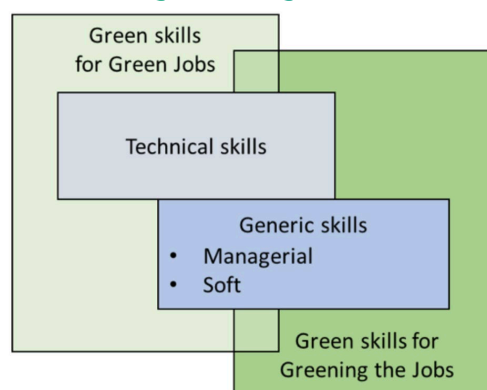 Green skills
for Green Jobs
Technical skills
Generic skills
• Managerial
• Soft
Green skills for
Greening the Jobs